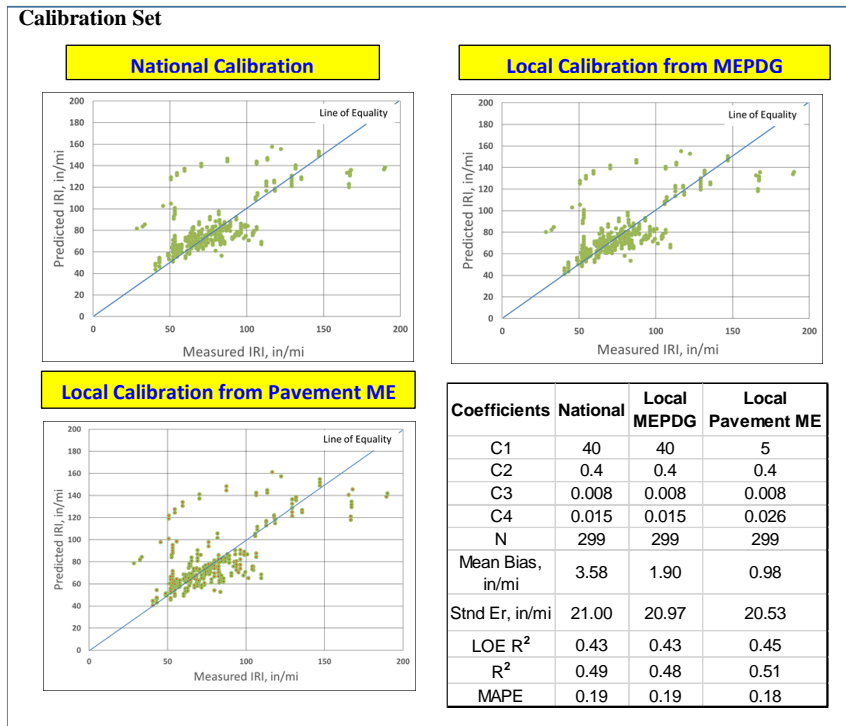 Calibration Set
National Calibration
Local Calibration from MEPDG
Line of Equality
Predicted IRI, in/mi
200
180
160
140
120
100
80
60
40
20
0
0
50
100
150
200
Measured IRI, in/mi
Line of Equality
Predicted IRI, in/mi
200
180
160
140
120
100
80
60
40
20
0
0
50
100
150
200
Measured IRI, in/mi
Local Calibration from Pavement ME
Line of Equality
Predicted IRI, in/mi
200
180
160
140
120
100
80
60
40
20
0
0
50
100
150
200
Measured IRI, in/mi
Coefficients National Local MEPDG Local Pavement ME
C1 40 40 5
C2 0.4 0.4 0.4
C3 0.008 0.008 0.008
C4 0.015 0.015 0.026
N 299 299 299
Mean Bias, in/mi 3.58 1.90 0.98
Stnd Er, in/mi 21.00 20.97 20.53
LOE R² 0.43 0.43 0.45
R² 0.49 0.48 0.51
MAPE 0.19 0.19 0.18